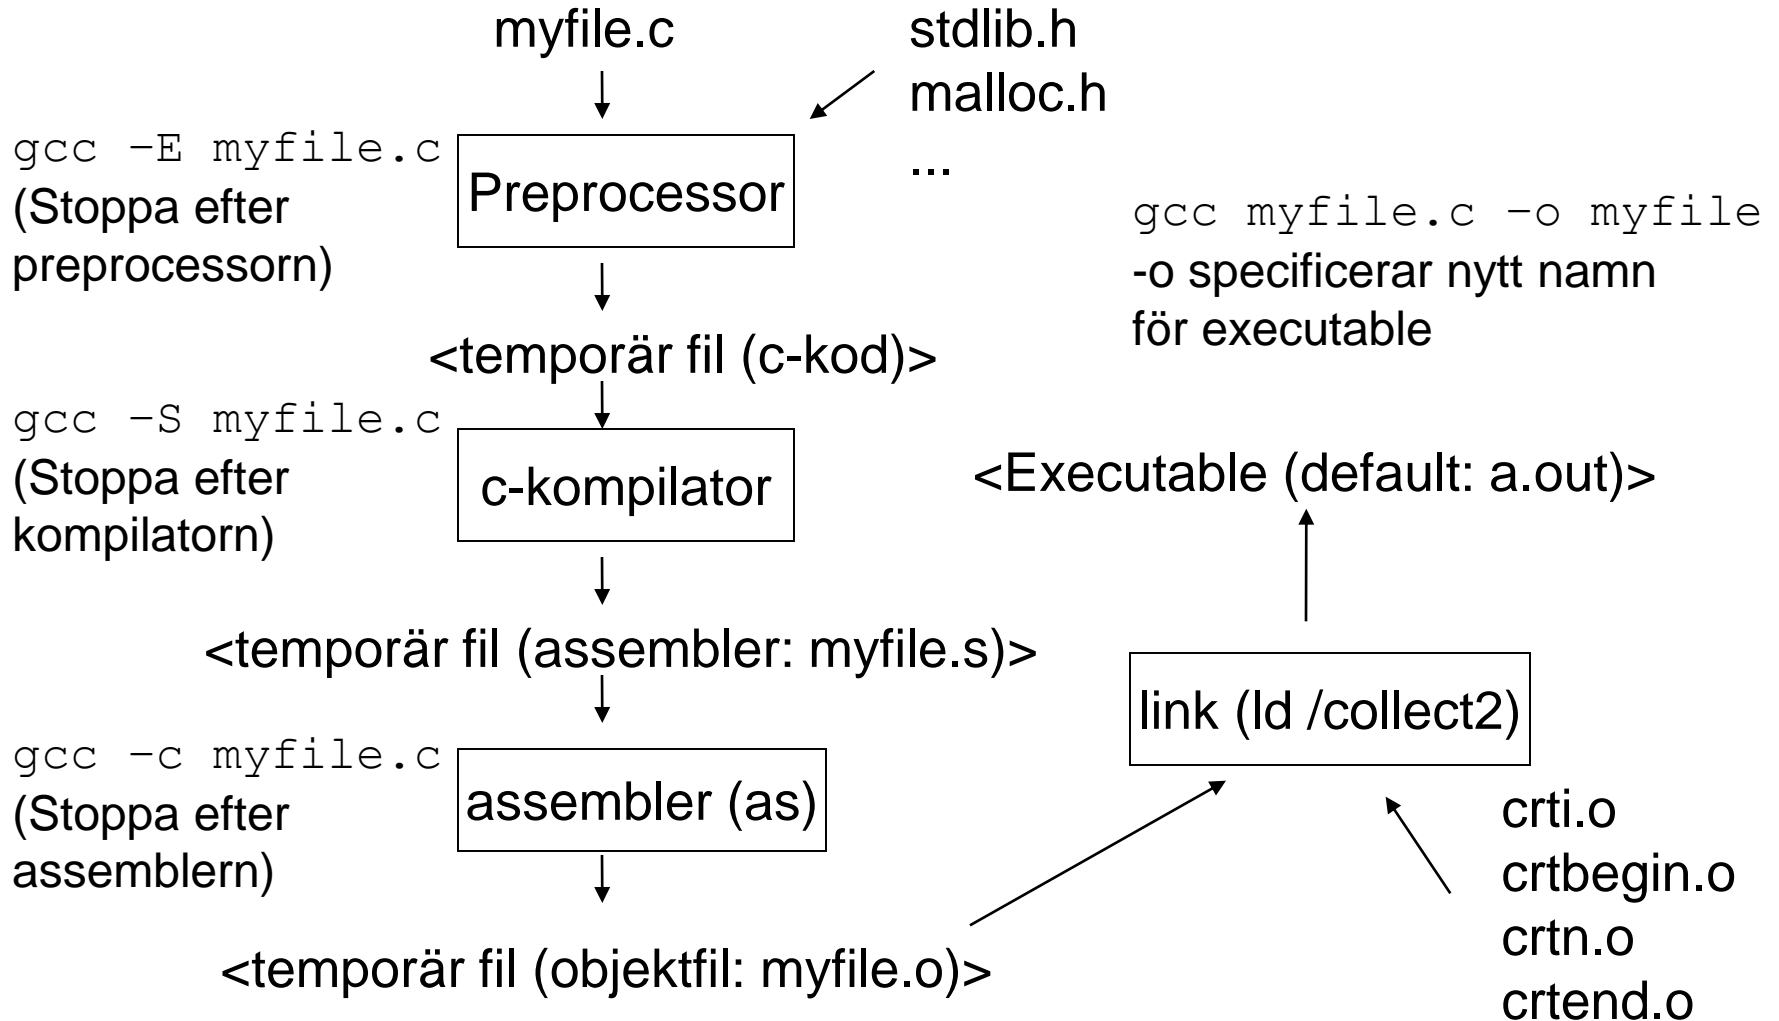 myfile.c
stdlib.h
malloc.h
...
gcc –E myfile.c
(Stoppa efter
preprocessorn)
Preprocessor
gcc myfile.c –o myfile
-o specificerar nytt namn
för executable
<temporär fil (c-kod)>
gcc –S myfile.c
(Stoppa efter
kompilatorn)
c-kompilator
<Executable (default: a.out)>
<temporär fil (assembler: myfile.s)>
link (ld /collect2)
gcc –c myfile.c
(Stoppa efter
assemblern)
assembler (as)
crti.o
crtbegin.o
crtn.o
crtend.o
<temporär fil (objektfil: myfile.o)>